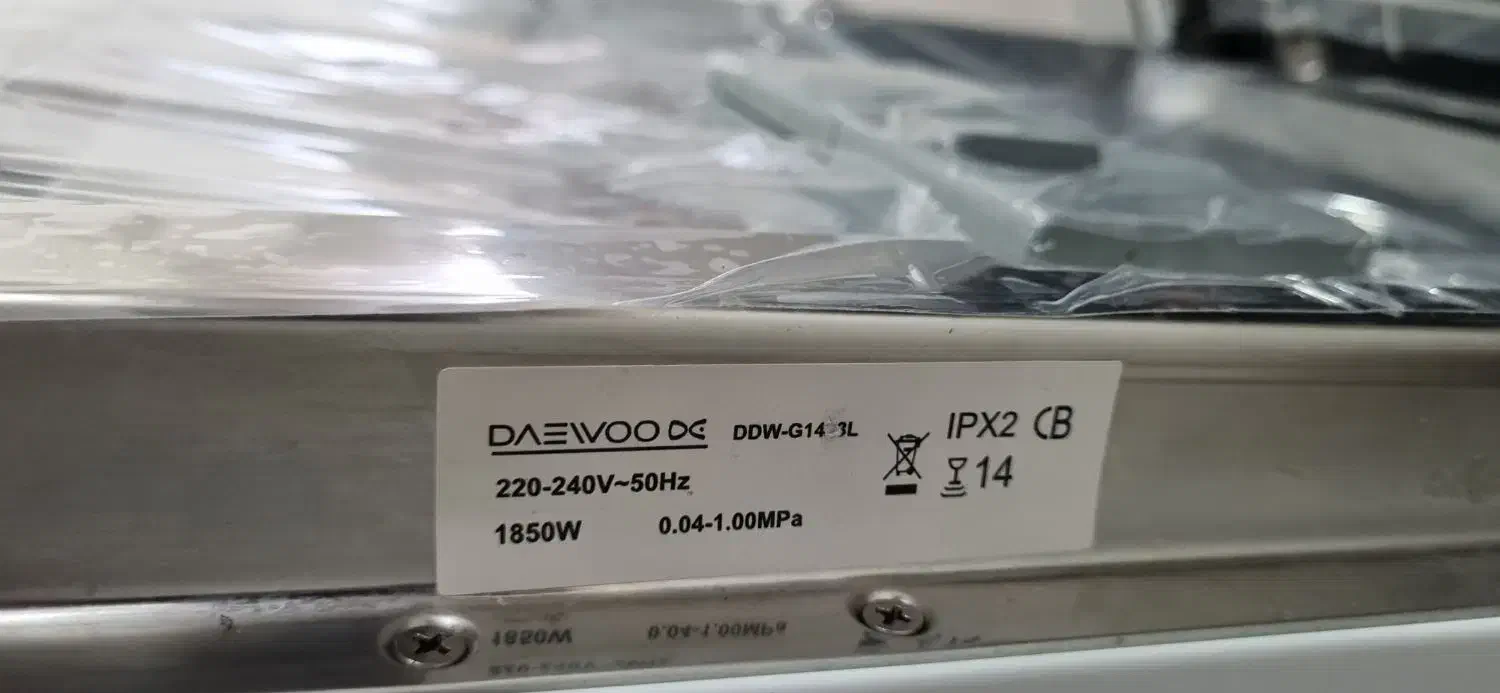 DAEWOO
IPX2 CB
220-240V~50Hz
14
1850W 0.04-1.00MPa